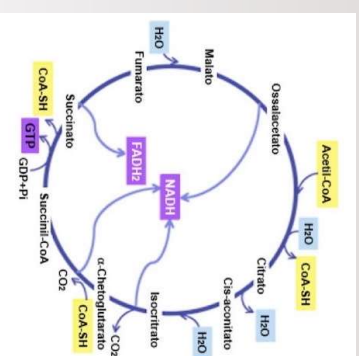 Acetil-CoA
H2O
CoA-SH
Citrato
H2O
Cis-aconitato
H2O
Isocritrato
CO2
NADH
CoA-SH
α-Chetoglutarato
CO2
Succinil-CoA
GDP+Pi
GTP
CoA-SH
Succinato
FADH2
Fumarato
H2O
Malato
Ossalacetato